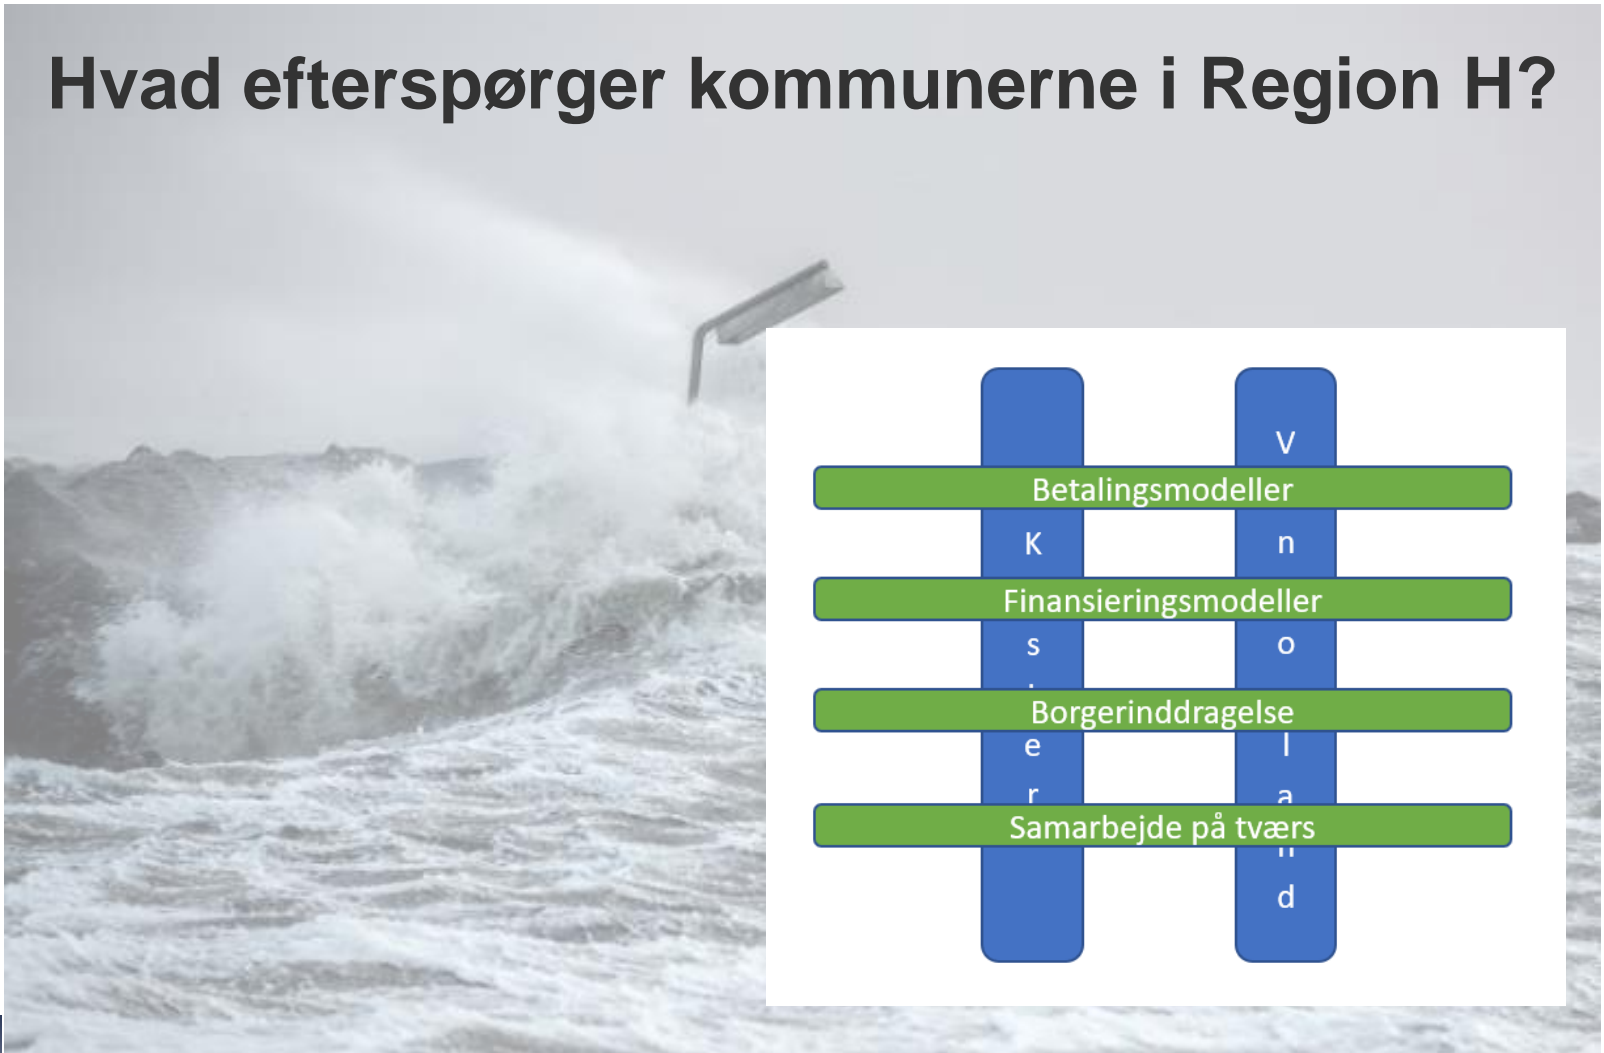 Hvad efterspørger kommunerne i Region H?
Betalingsmodeller
Finansieringsmodeller
Borgerinddragelse
Samarbejde på tværs